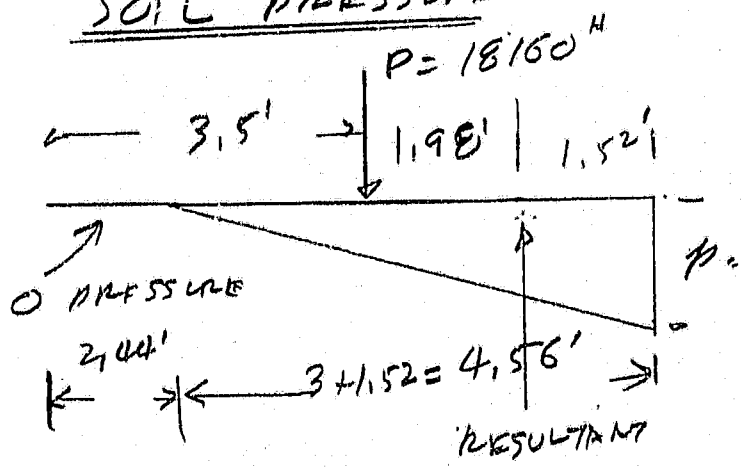 SOIL PRESSURE
P = 18160#
3.5'
1.98'
1.52'
p =
0 PRESSURE
2.44'
3+1.52 = 4.56'
RESULTANT